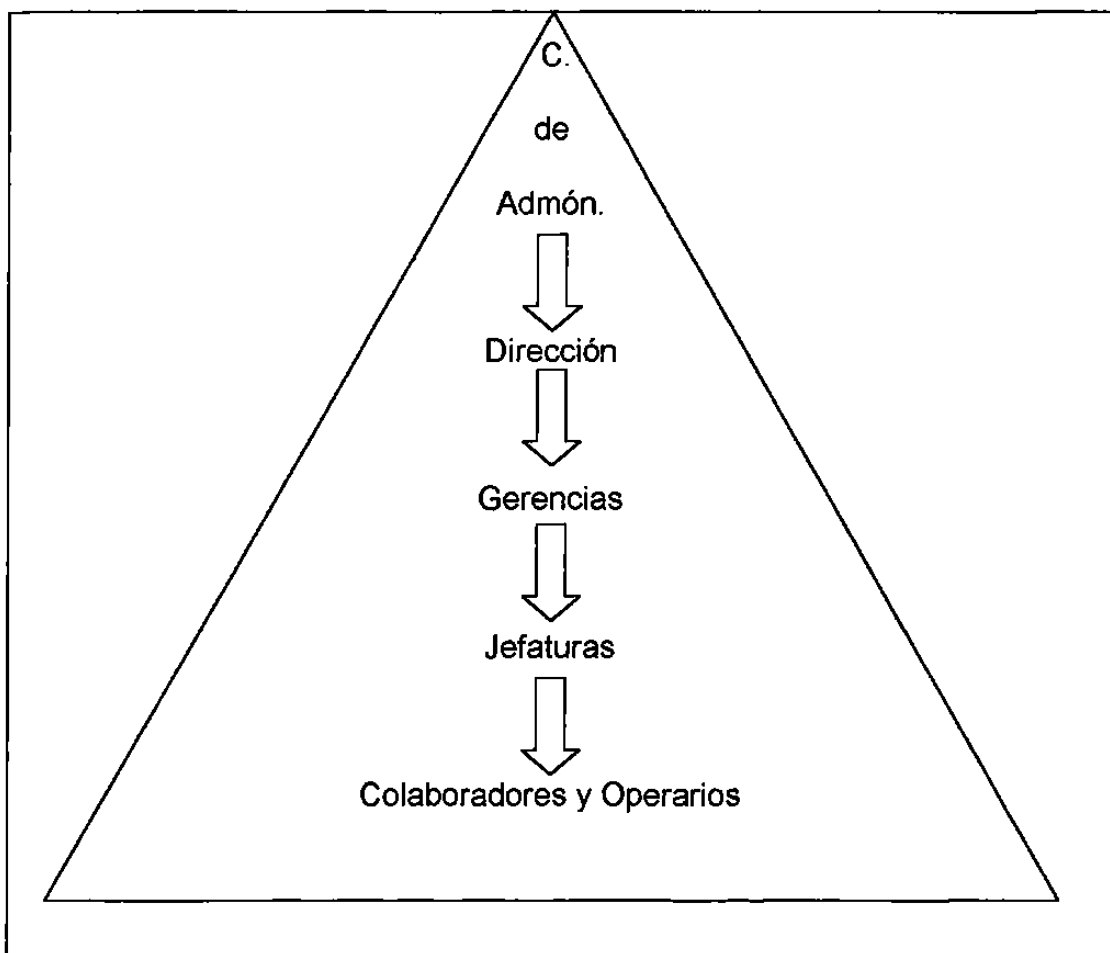 C.
de
Admón.
Dirección
Gerencias
Jefaturas
Colaboradores y Operarios